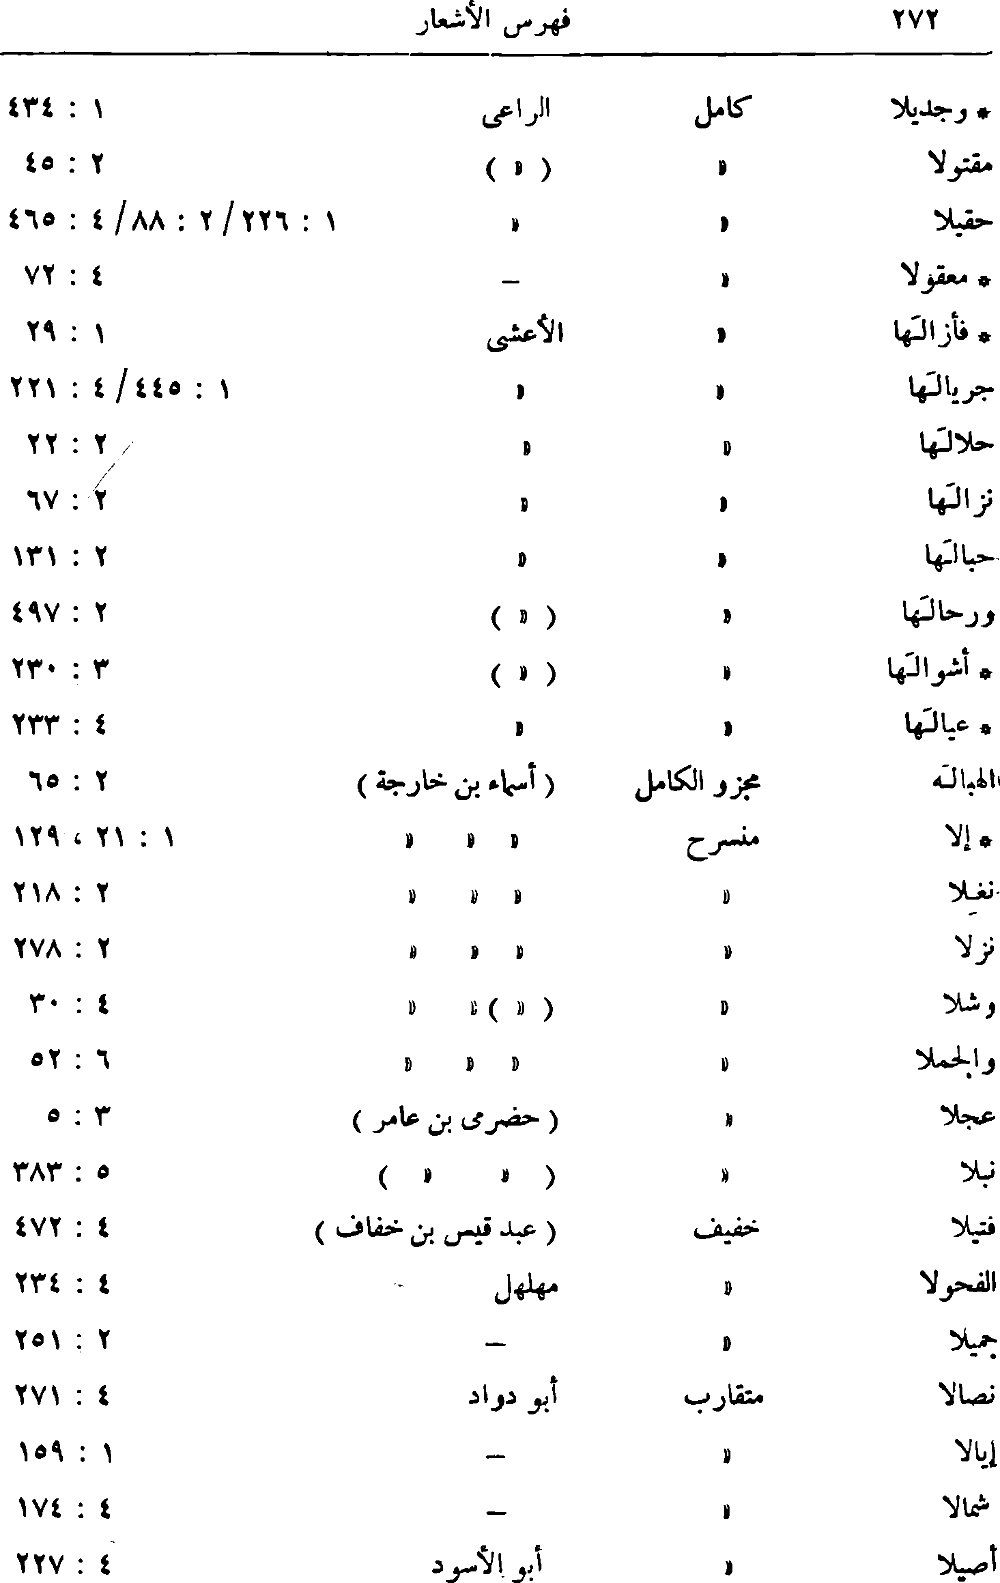 ٢٧٢ فهرس الأشعار
* وجديلا كامل الراعى ١ : ٤٣٤
مقتولا » ( » ) ٢ : ٤٥
حقيلا » » ١ : ٢٢٦/ ٢ : ٨٨/ ٤ : ٤٦٥
* معقولا » – ٤ : ٧٢
* فأزالَها » الأعشى ١ : ٢٩
جريالَها » » ١ : ٤٤٥/ ٤ : ٢٢١
حلالَها » » ٢ : ٢٢
نزالَها » » ٢ : ٦٧
حبالَها » » ٢ : ١٣١
ورحالَها » ( » ) ٢ : ٤٩٧
* أشوالَها » ( » ) ٣ : ٢٣٠
* عيالَها » » ٤ : ٢٣٣
الهبالَه مجزو الكامل ( أسماء بن خارجة ) ٢ : ٦٥
* إلا منسرح » » » ١ : ٢١ ، ١٢٩
نغلا » » » » ٢ : ٢١٨
نزلا » » » » ٢ : ٢٧٨
وشلا » ( » ) » » ٤ : ٣٠
والجملا » » » » ٦ : ٥٢
عجلا » ( حضرمى بن عامر ) ٣ : ٥
نبلا » ( » » ) ٥ : ٣٨٣
فتيلا خفيف ( عبد قيس بن خفاف ) ٤ : ٤٧٢
الفحولا » مهلهل ٤ : ٢٣٤
جميلا » – ٢ : ٢٥١
نصالا متقارب أبو دواد ٤ : ٢٧١
إيالا » – ١ : ١٥٩
شمالا » – ٤ : ١٧٤
أصيلا » أبو الأسود ٤ : ٢٢٧